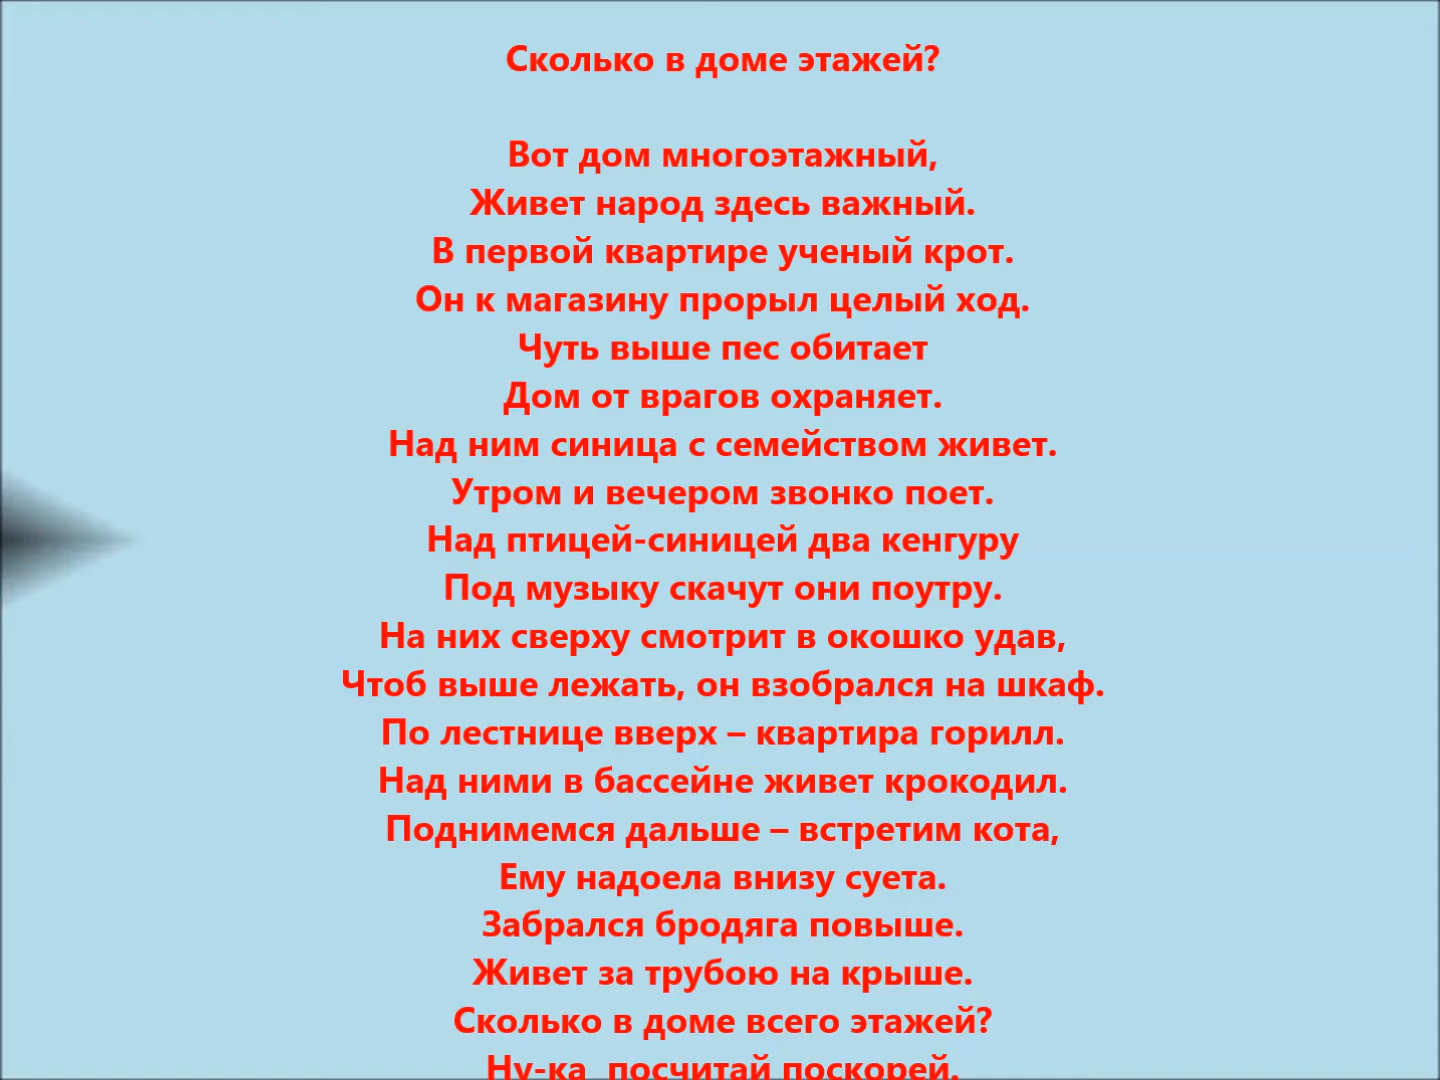 Сколько в доме этажей?
Вот дом многоэтажный,
Живет народ здесь важный.
В первой квартире ученый крот.
Он к магазину прорыл целый ход.
Чуть выше пес обитает
Дом от врагов охраняет.
Над ним синица с семейством живет.
Утром и вечером звонко поет.
Над птицей-синицей два кенгуру
Под музыку скачут они поутру.
На них сверху смотрит в окошко удав,
Чтоб выше лежать, он взобрался на шкаф.
По лестнице вверх – квартира горилл.
Над ними в бассейне живет крокодил.
Поднимемся дальше – встретим кота,
Ему надоела внизу суета.
Забрался бродяга повыше.
Живет за трубою на крыше.
Сколько в доме всего этажей?
Ну-ка  посчитай поскорей.